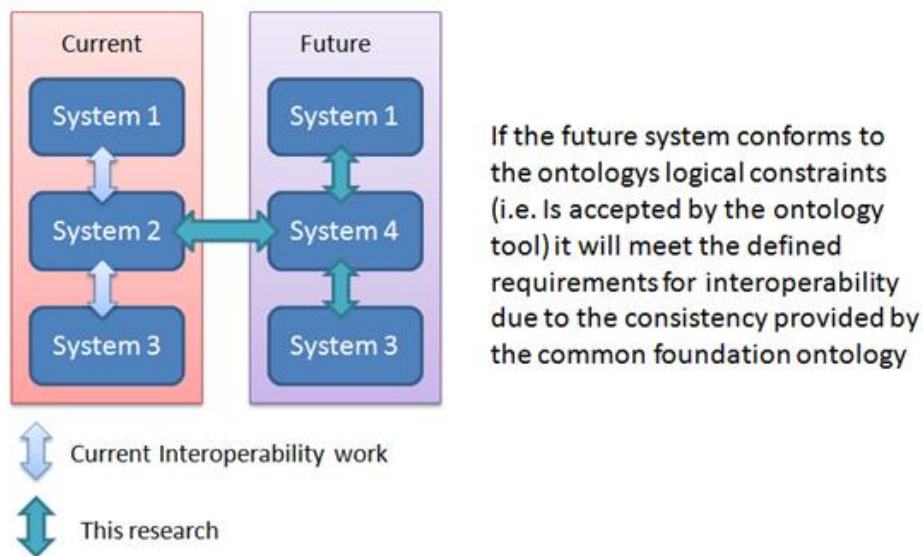 Current
System 1
System 2
System 3
Future
System 1
System 4
System 3
If the future system conforms to
the ontologys logical constraints
(i.e. Is accepted by the ontology
tool) it will meet the defined
requirements for interoperability
due to the consistency provided by
the common foundation ontology
Current Interoperability work
This research